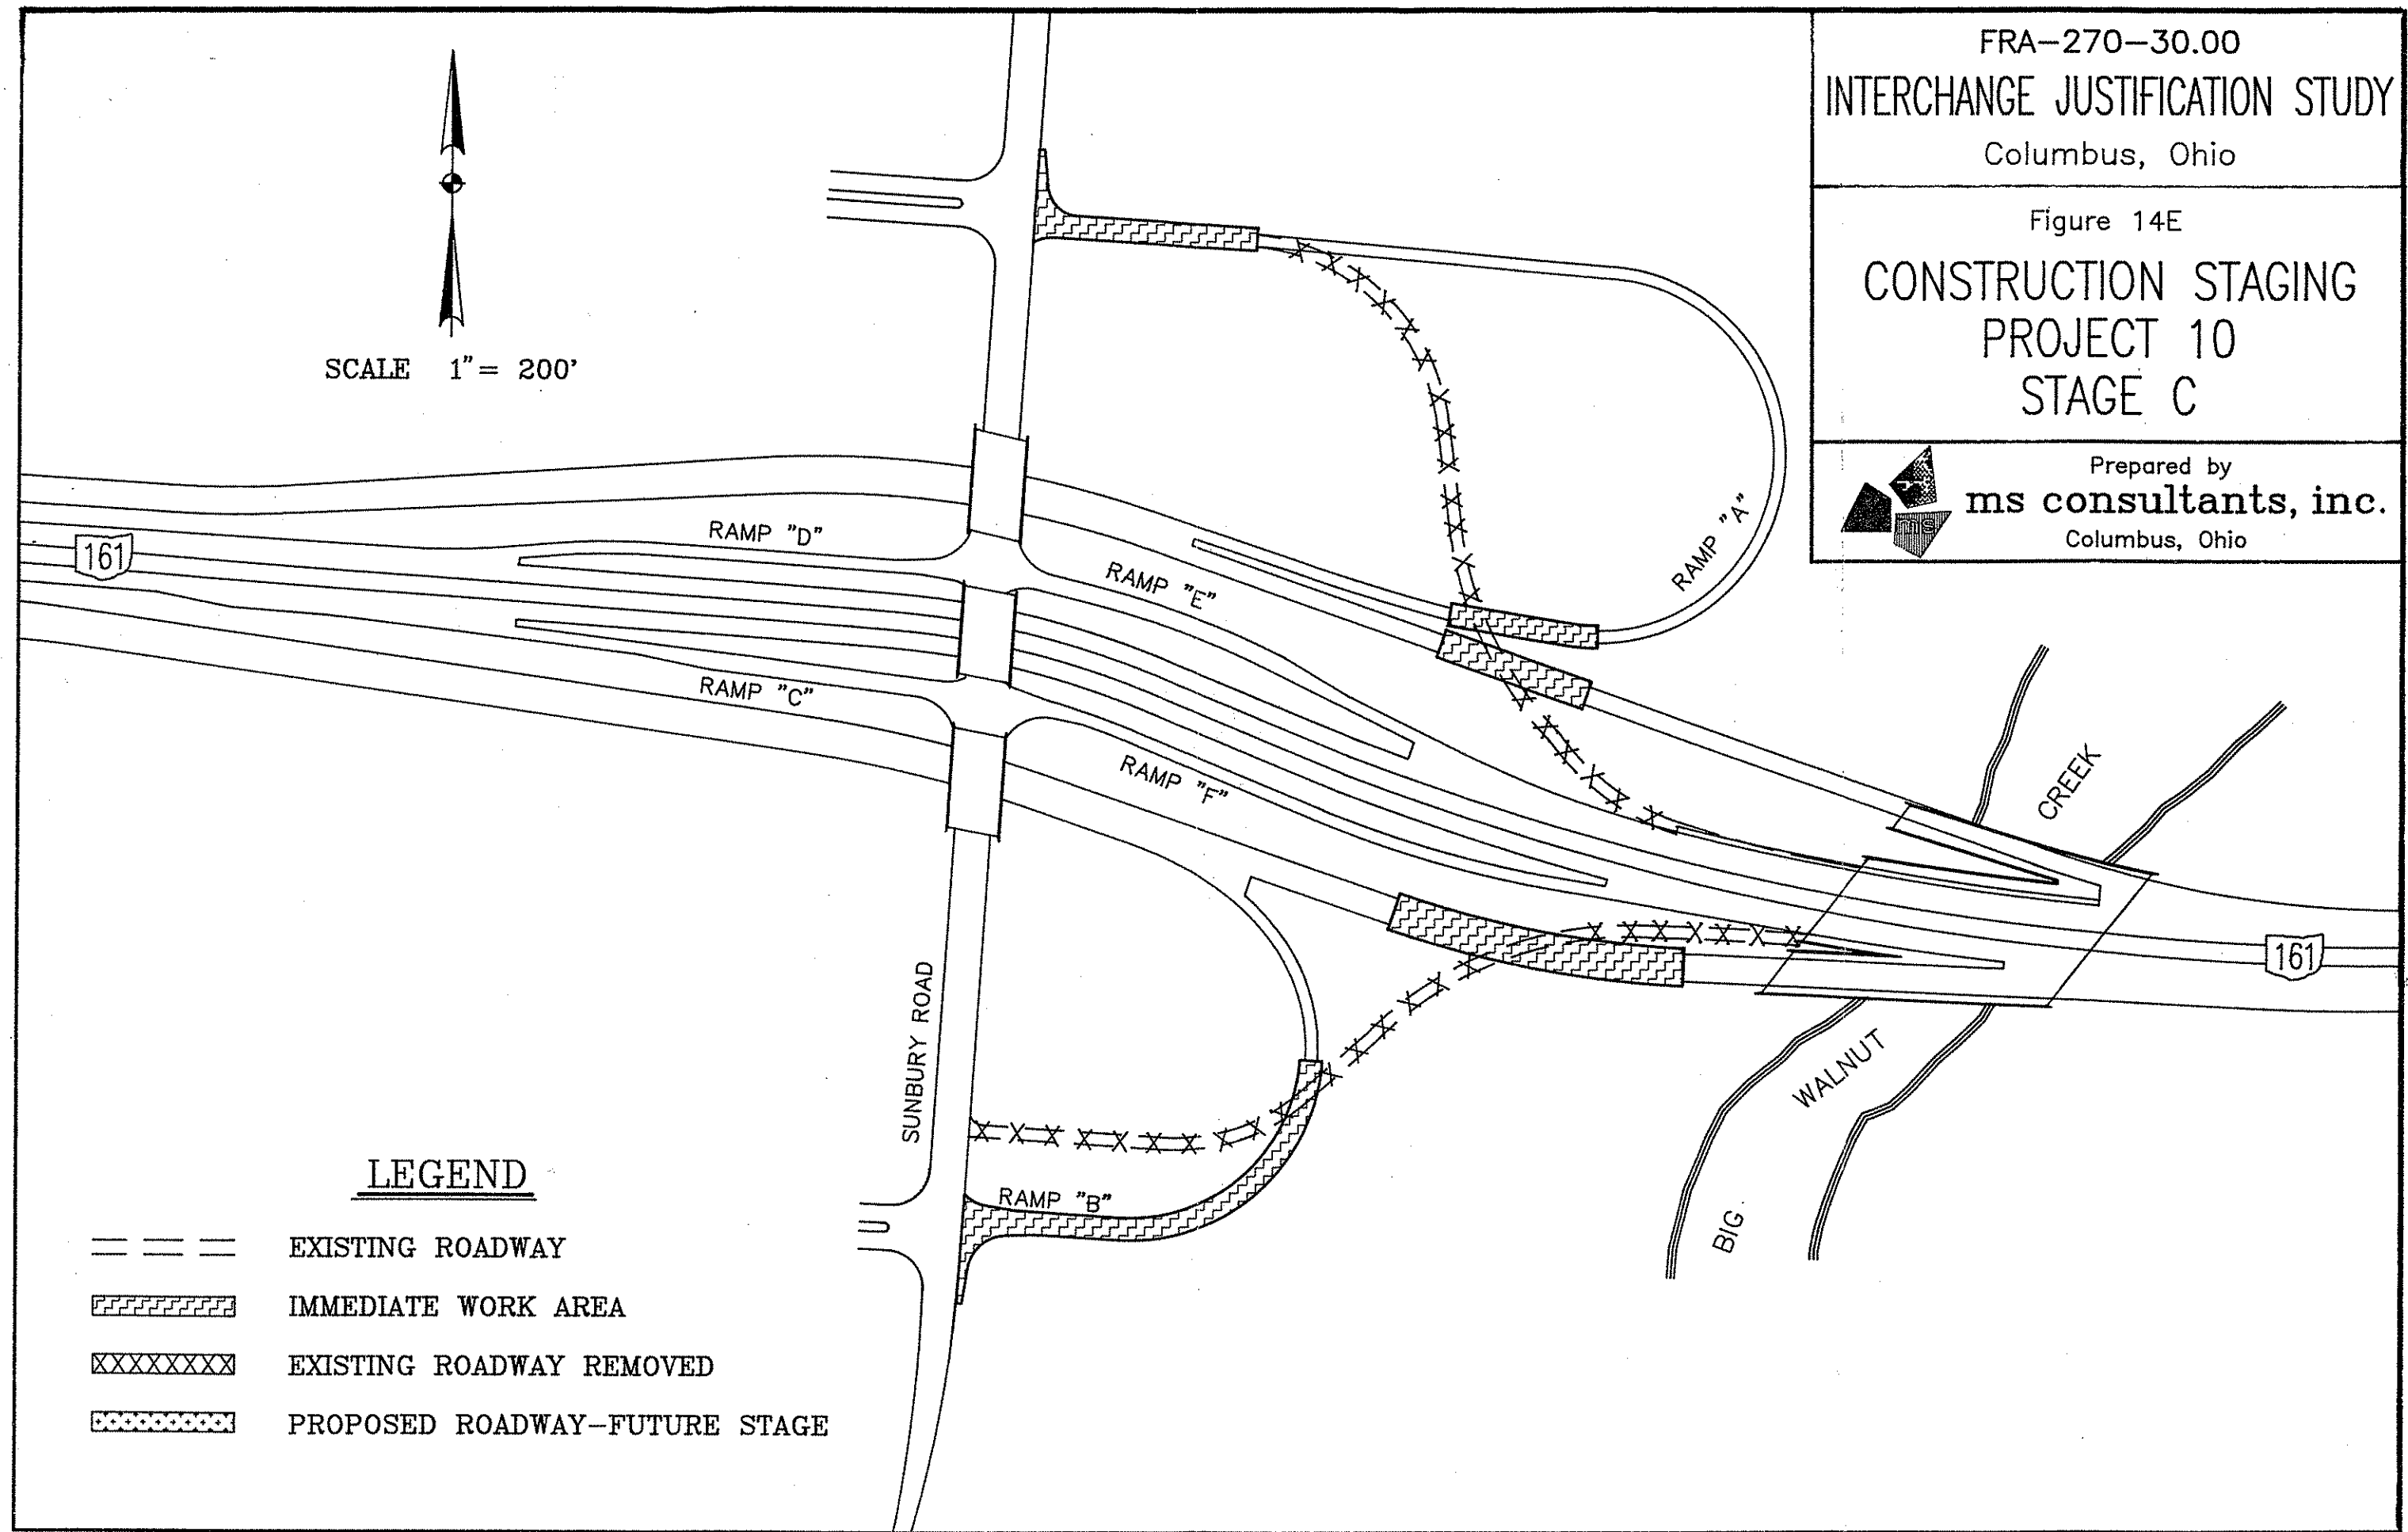 FRA-270-30.00
INTERCHANGE JUSTIFICATION STUDY
Columbus, Ohio
Figure 14E
CONSTRUCTION STAGING
PROJECT 10
STAGE C
Prepared by
ms consultants, inc.
Columbus, Ohio
ms
SCALE 1"= 200'
161
RAMP "D"
RAMP "E"
RAMP "A"
RAMP "C"
RAMP "F"
CREEK
161
SUNBURY ROAD
WALNUT
BIG
RAMP "B"
LEGEND
EXISTING ROADWAY
IMMEDIATE WORK AREA
EXISTING ROADWAY REMOVED
PROPOSED ROADWAY-FUTURE STAGE